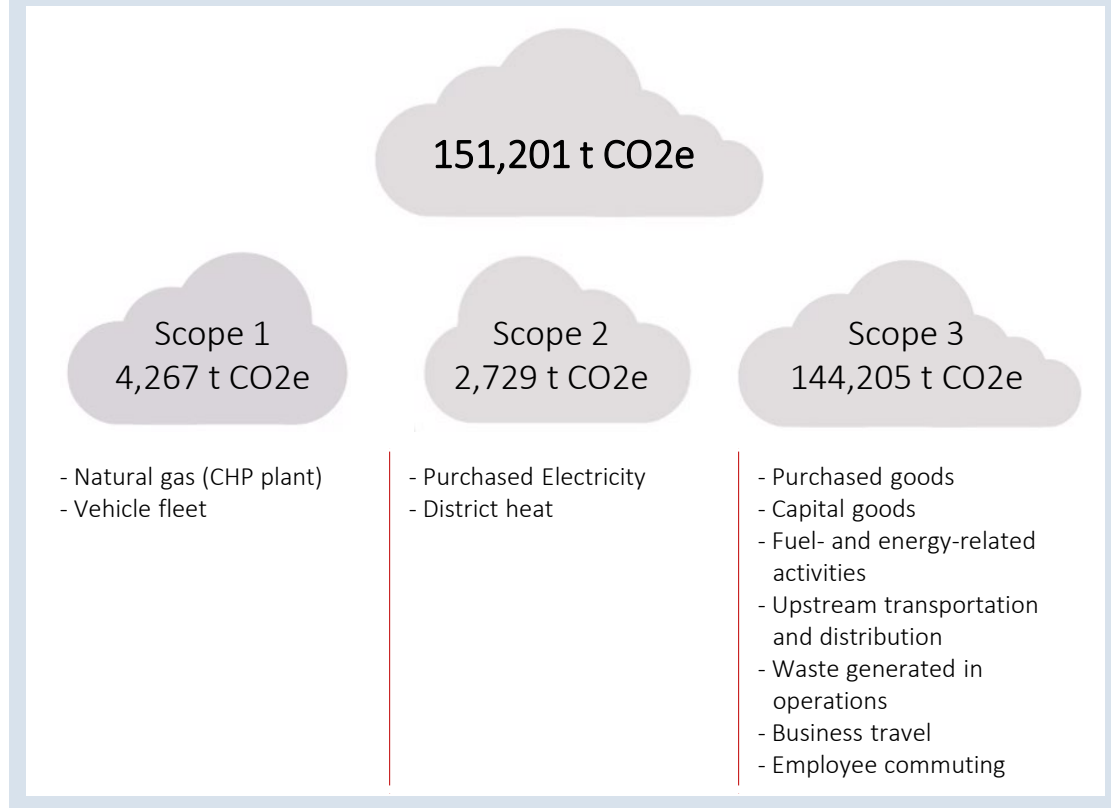 151,201 t CO2e
Scope 1
4,267 t CO2e
Scope 2
2,729 t CO2e
Scope 3
144,205 t CO2e
- Natural gas (CHP plant)
- Vehicle fleet
- Purchased Electricity
- District heat
- Purchased goods
- Capital goods
- Fuel- and energy-related
activities
- Upstream transportation
and distribution
- Waste generated in
operations
- Business travel
- Employee commuting